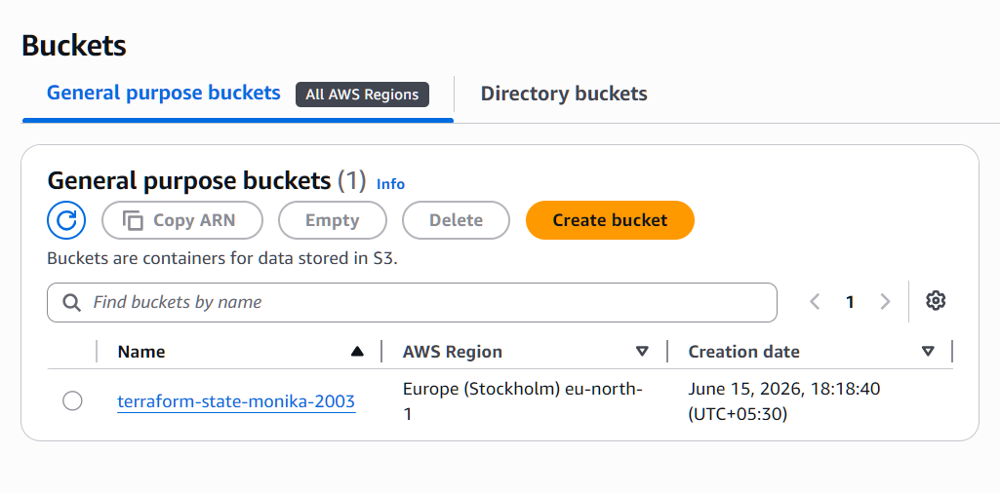 Buckets
General purpose buckets All AWS Regions Directory buckets
General purpose buckets (1) Info
Copy ARN Empty Delete Create bucket
Buckets are containers for data stored in S3.
Find buckets by name 1
Name AWS Region Creation date
terraform-state-monika-2003 Europe (Stockholm) eu-north-1 June 15, 2026, 18:18:40 (UTC+05:30)